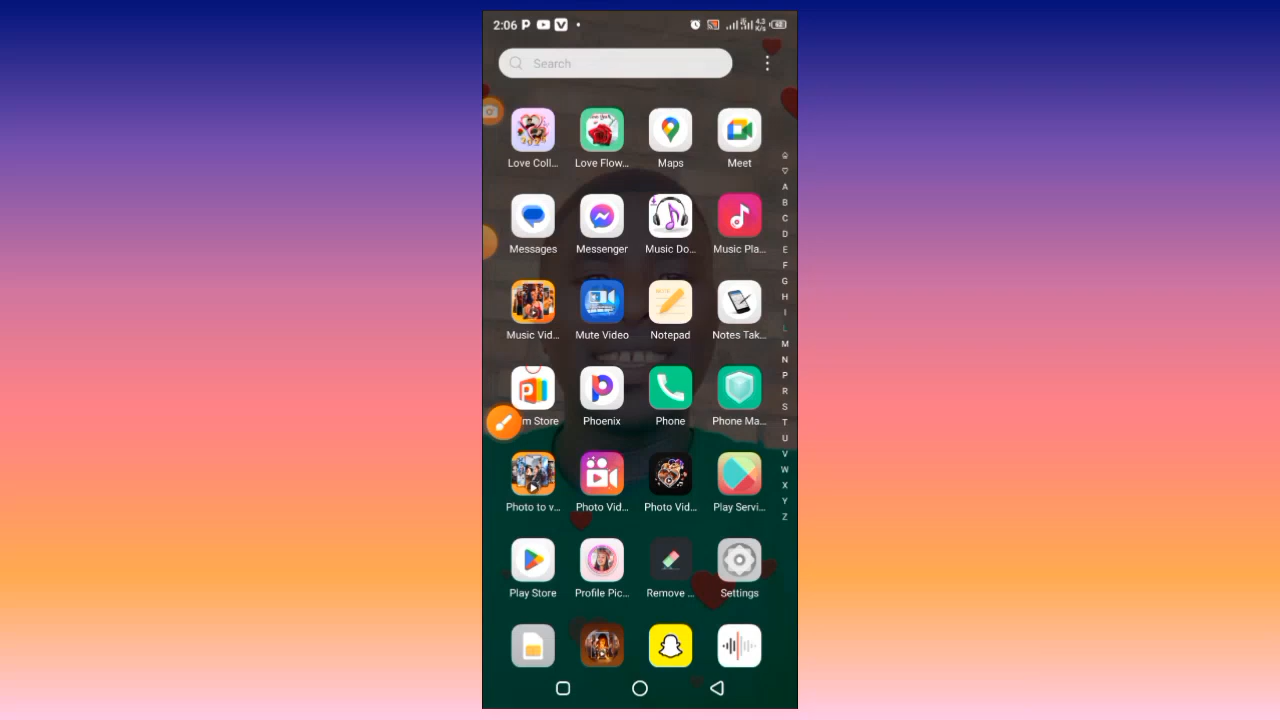 2:06
Search
Love Coll... Love Flow... Maps Meet
Messages Messenger Music Do... Music Pla...
Music Vid... Mute Video Notepad Notes Tak...
m Store Phoenix Phone Phone Ma...
Photo to v... Photo Vid... Photo Vid... Play Servi...
Play Store Profile Pic... Remove ... Settings
A
B
C
D
E
F
G
H
I
L
M
N
P
R
S
T
U
V
W
X
Y
Z